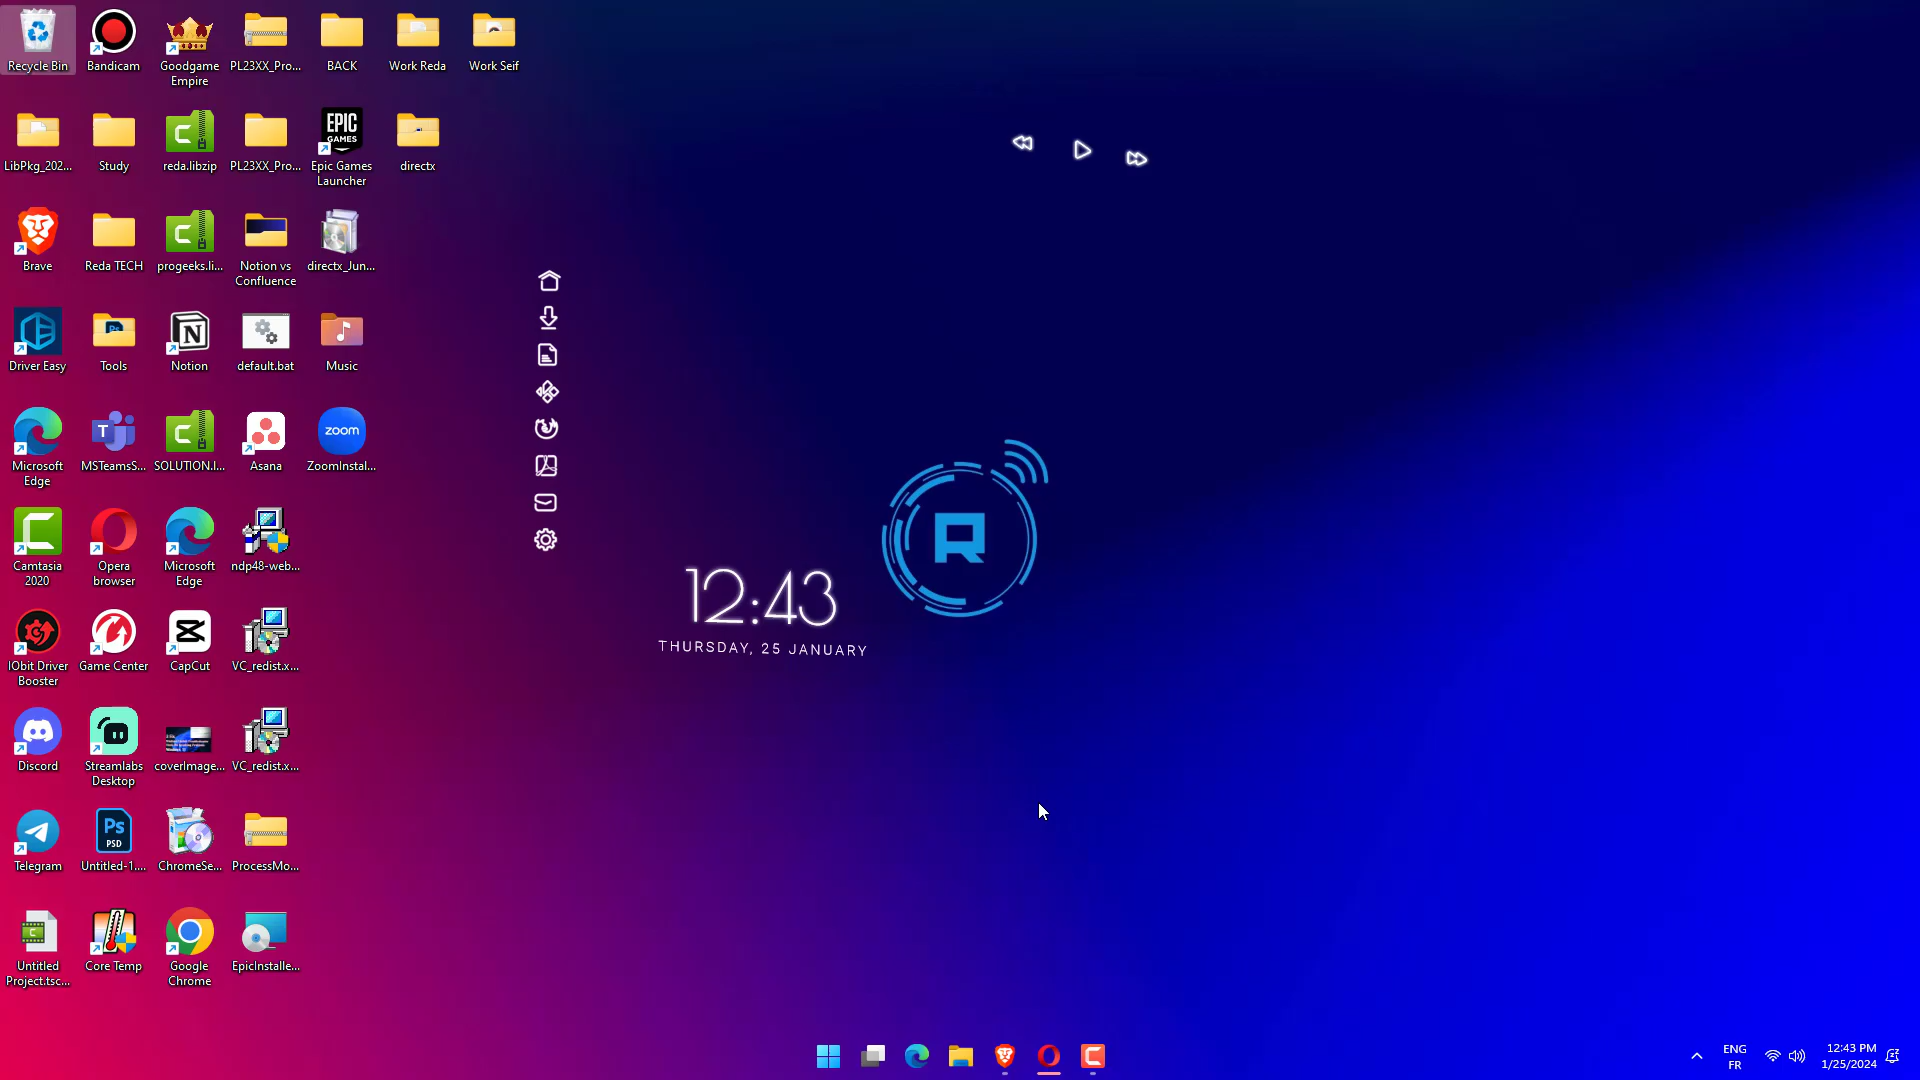 Recycle Bin
Bandicam
Goodgame
Empire
PL23XX_Pro...
BACK
Work Reda
Work Seif
LibPkg_202...
Study
reda.libzip
PL23XX_Pro...
EPIC
GAMES
Epic Games
Launcher
directx
Brave
Reda TECH
progeeks.li...
Notion vs
Confluence
directx_Jun...
Driver Easy
Ps
Tools
N
Notion
default.bat
Music
Microsoft
Edge
T
MSTeamsS...
SOLUTION.l...
Asana
zoom
ZoomInstal...
Camtasia
2020
Opera
browser
Microsoft
Edge
ndp48-web...
IObit Driver
Booster
Game Center
CapCut
VC_redist.x...
Discord
Streamlabs
Desktop
coverImage...
VC_redist.x...
Telegram
Ps
PSD
Untitled-1....
ChromeSe...
ProcessMo...
Untitled
Project.tsc...
Core Temp
Google
Chrome
EpicInstalle...
R
12:43
THURSDAY, 25 JANUARY
ENG
FR
12:43 PM
1/25/2024